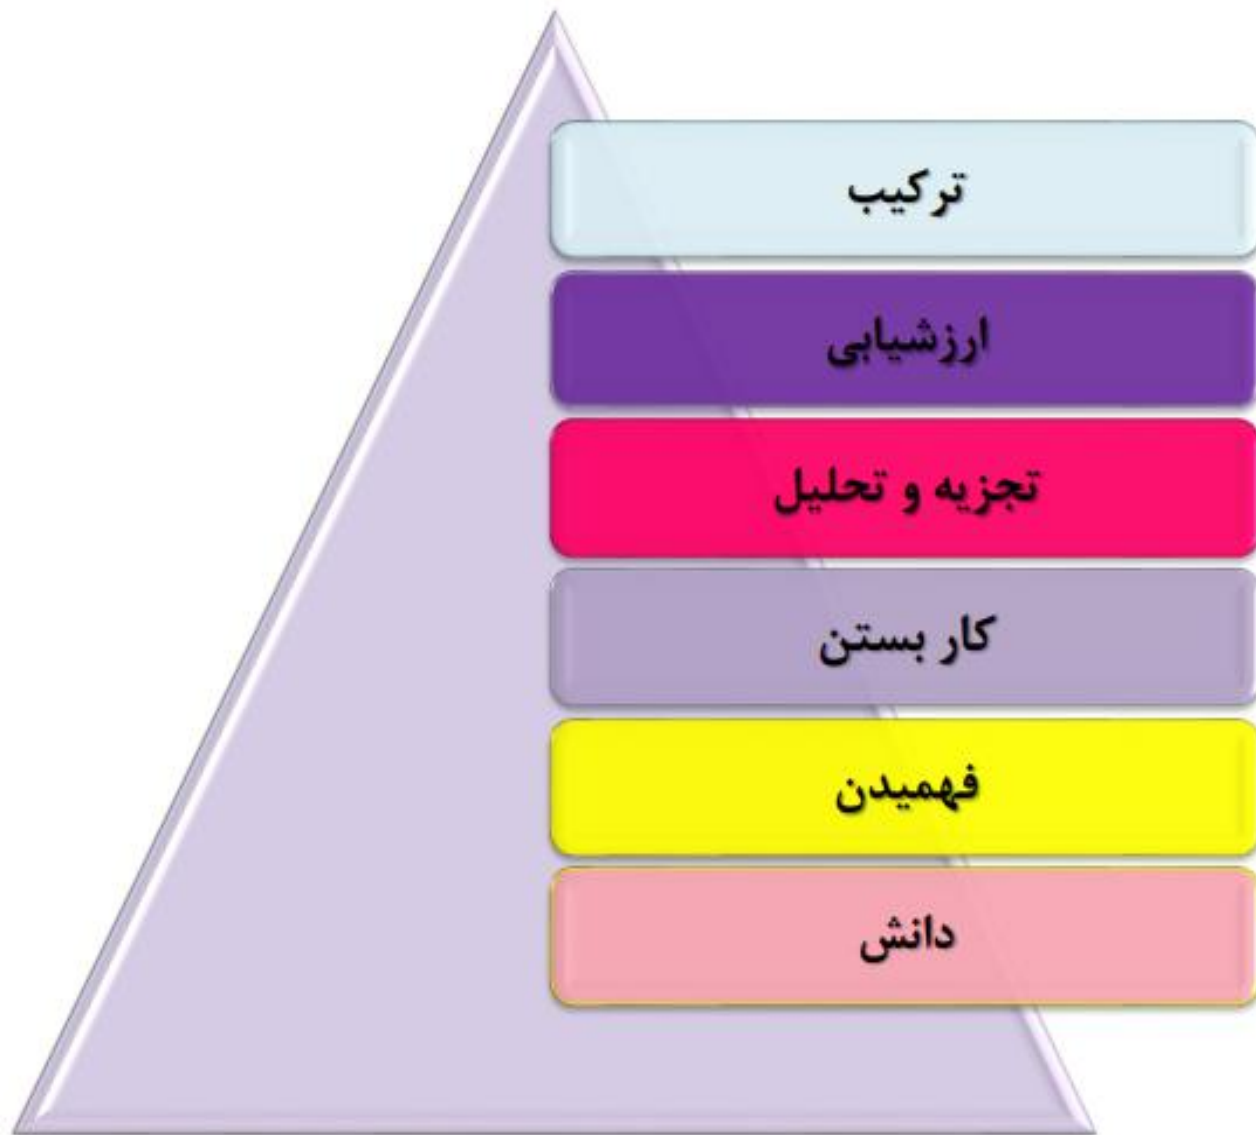 ترکیب
ارزشیابی
تجزیه و تحلیل
کار بستن
فهمیدن
دانش